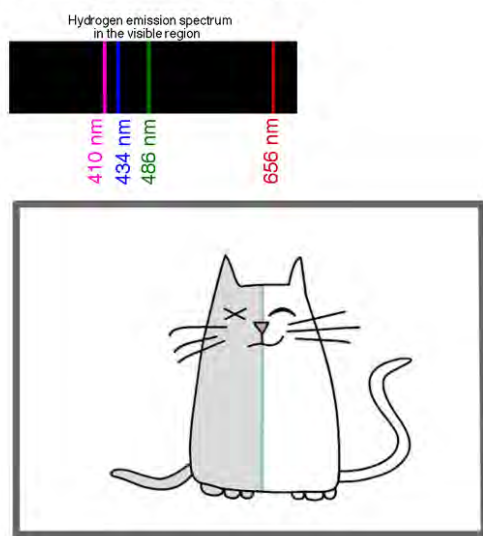 Hydrogen emission spectrum
in the visible region
410 nm
434 nm
486 nm
656 nm